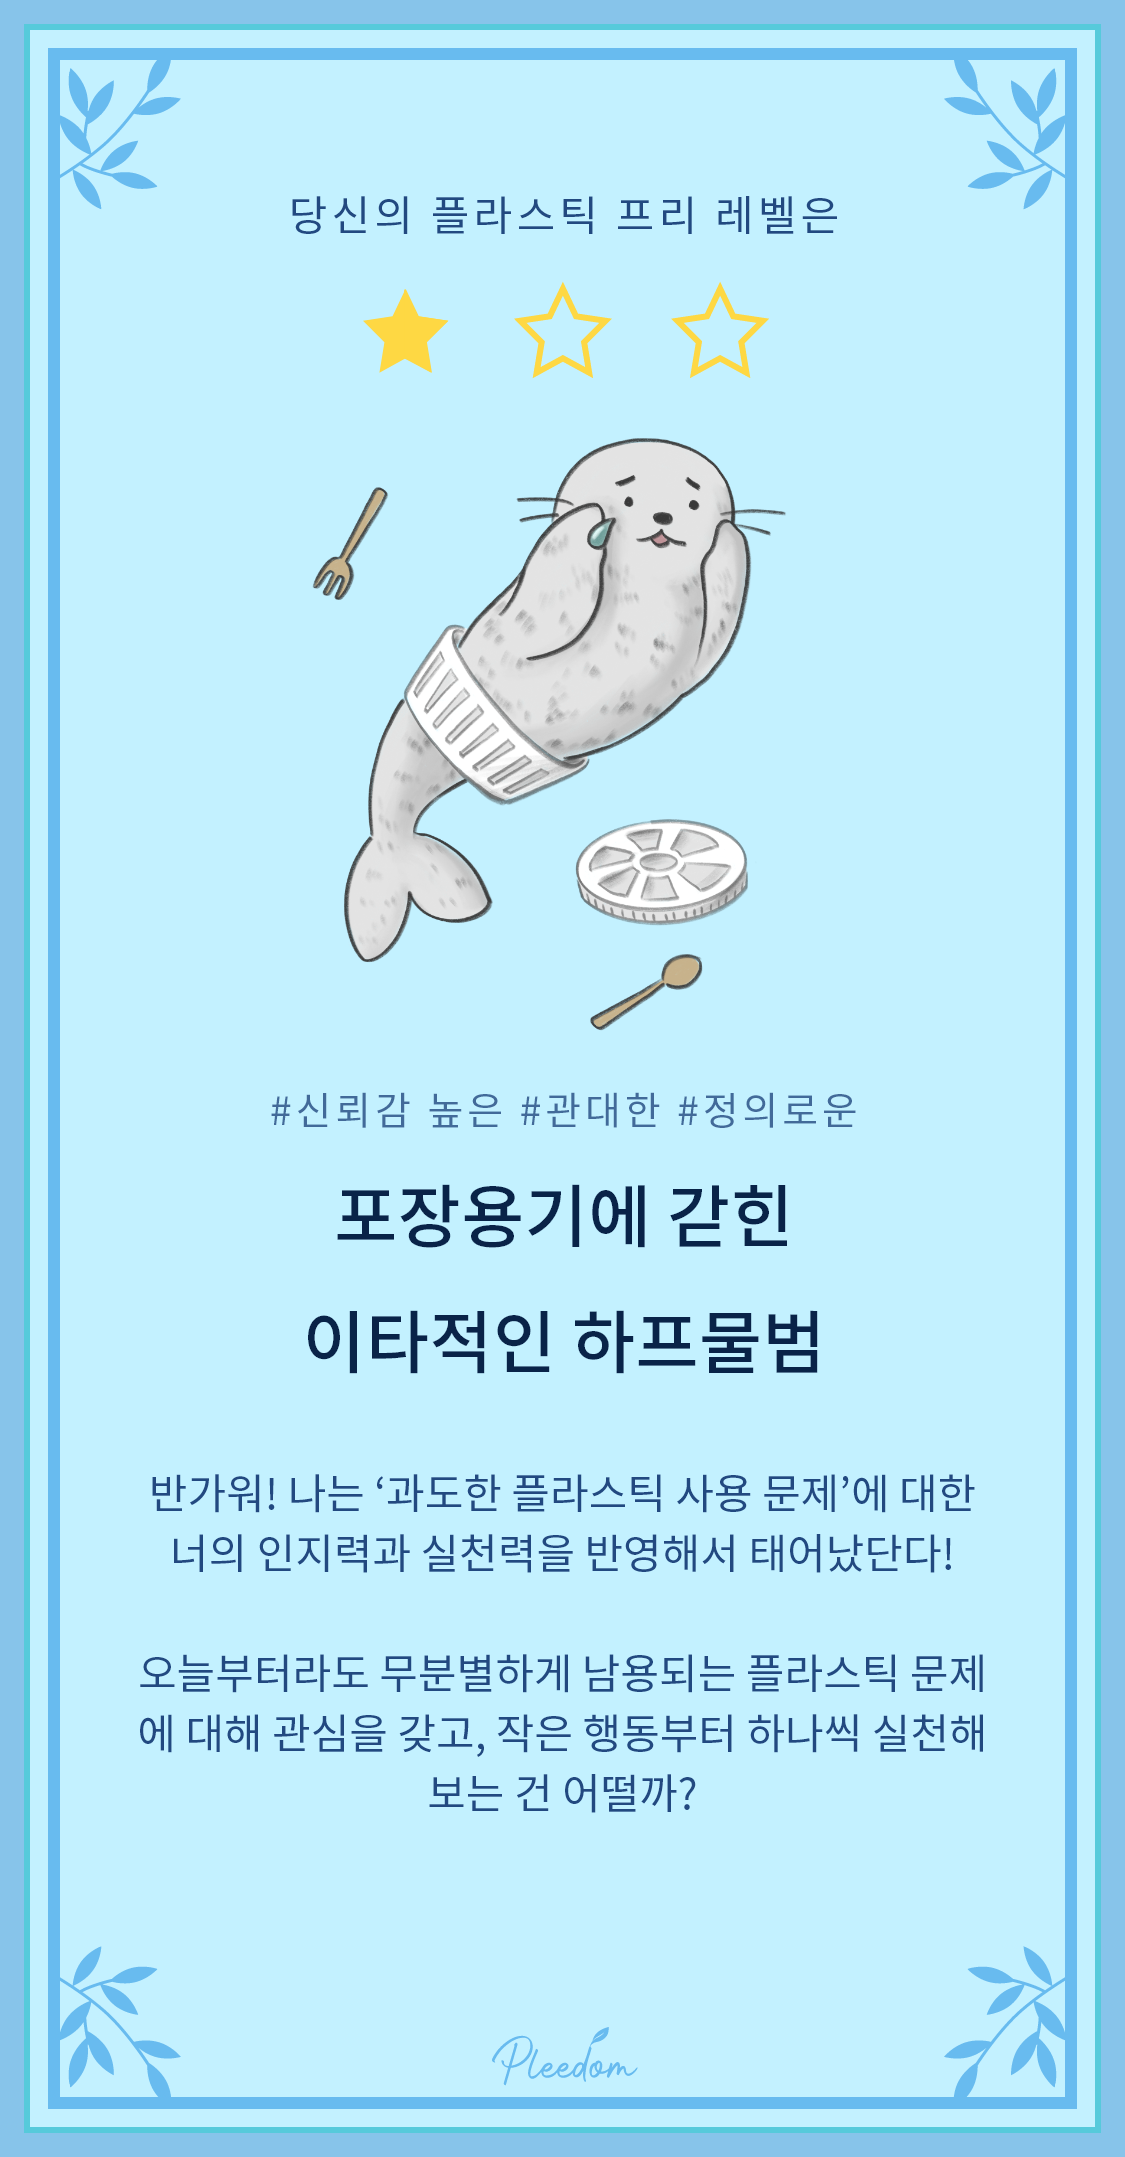 당신의 플라스틱 프리 레벨은
#신뢰감 높은 #관대한 #정의로운
포장용기에 갇힌
이타적인 하프물범
반가워! 나는 ‘과도한 플라스틱 사용 문제’에 대한
너의 인지력과 실천력을 반영해서 태어났단다!
오늘부터라도 무분별하게 남용되는 플라스틱 문제
에 대해 관심을 갖고, 작은 행동부터 하나씩 실천해
보는 건 어떨까?
Pleedom